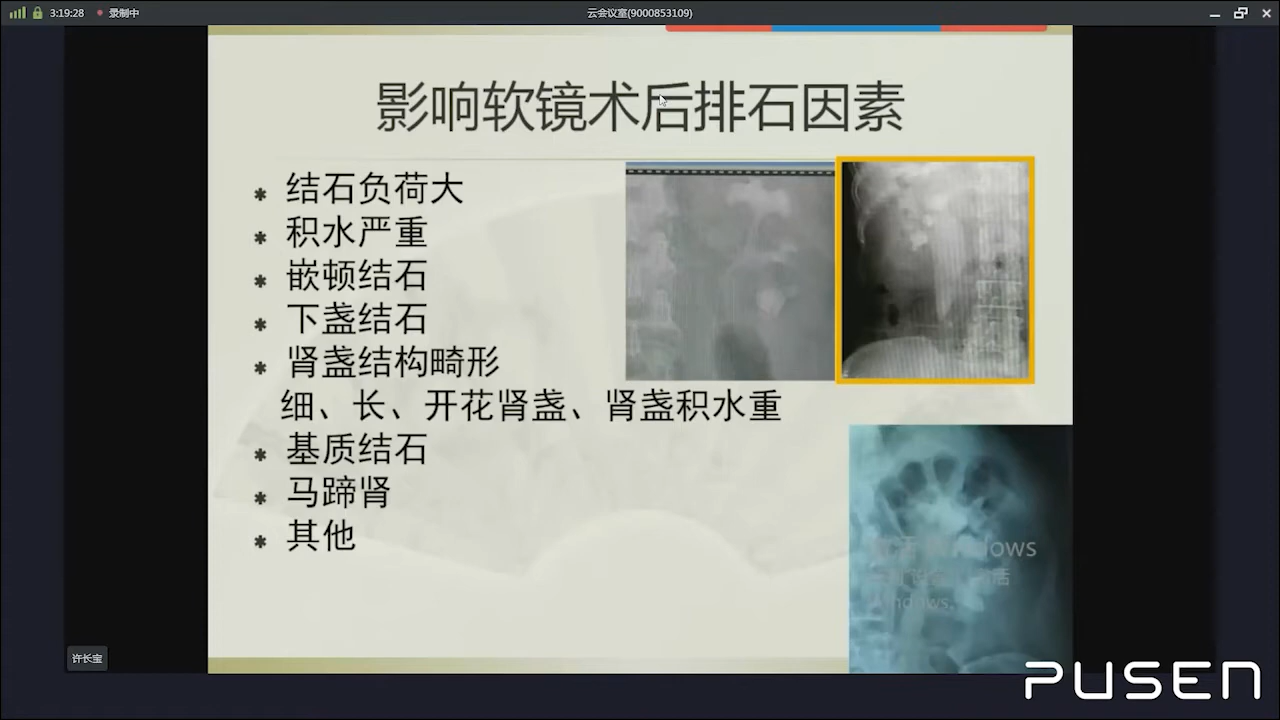 3:19:28 录制中
云会议室(9000853109)
影响软镜术后排石因素
* 结石负荷大
* 积水严重
* 嵌顿结石
* 下盏结石
* 肾盏结构畸形
细、长、开花肾盏、肾盏积水重
* 基质结石
* 马蹄肾
* 其他
Windows.
许长宝
PUSEN